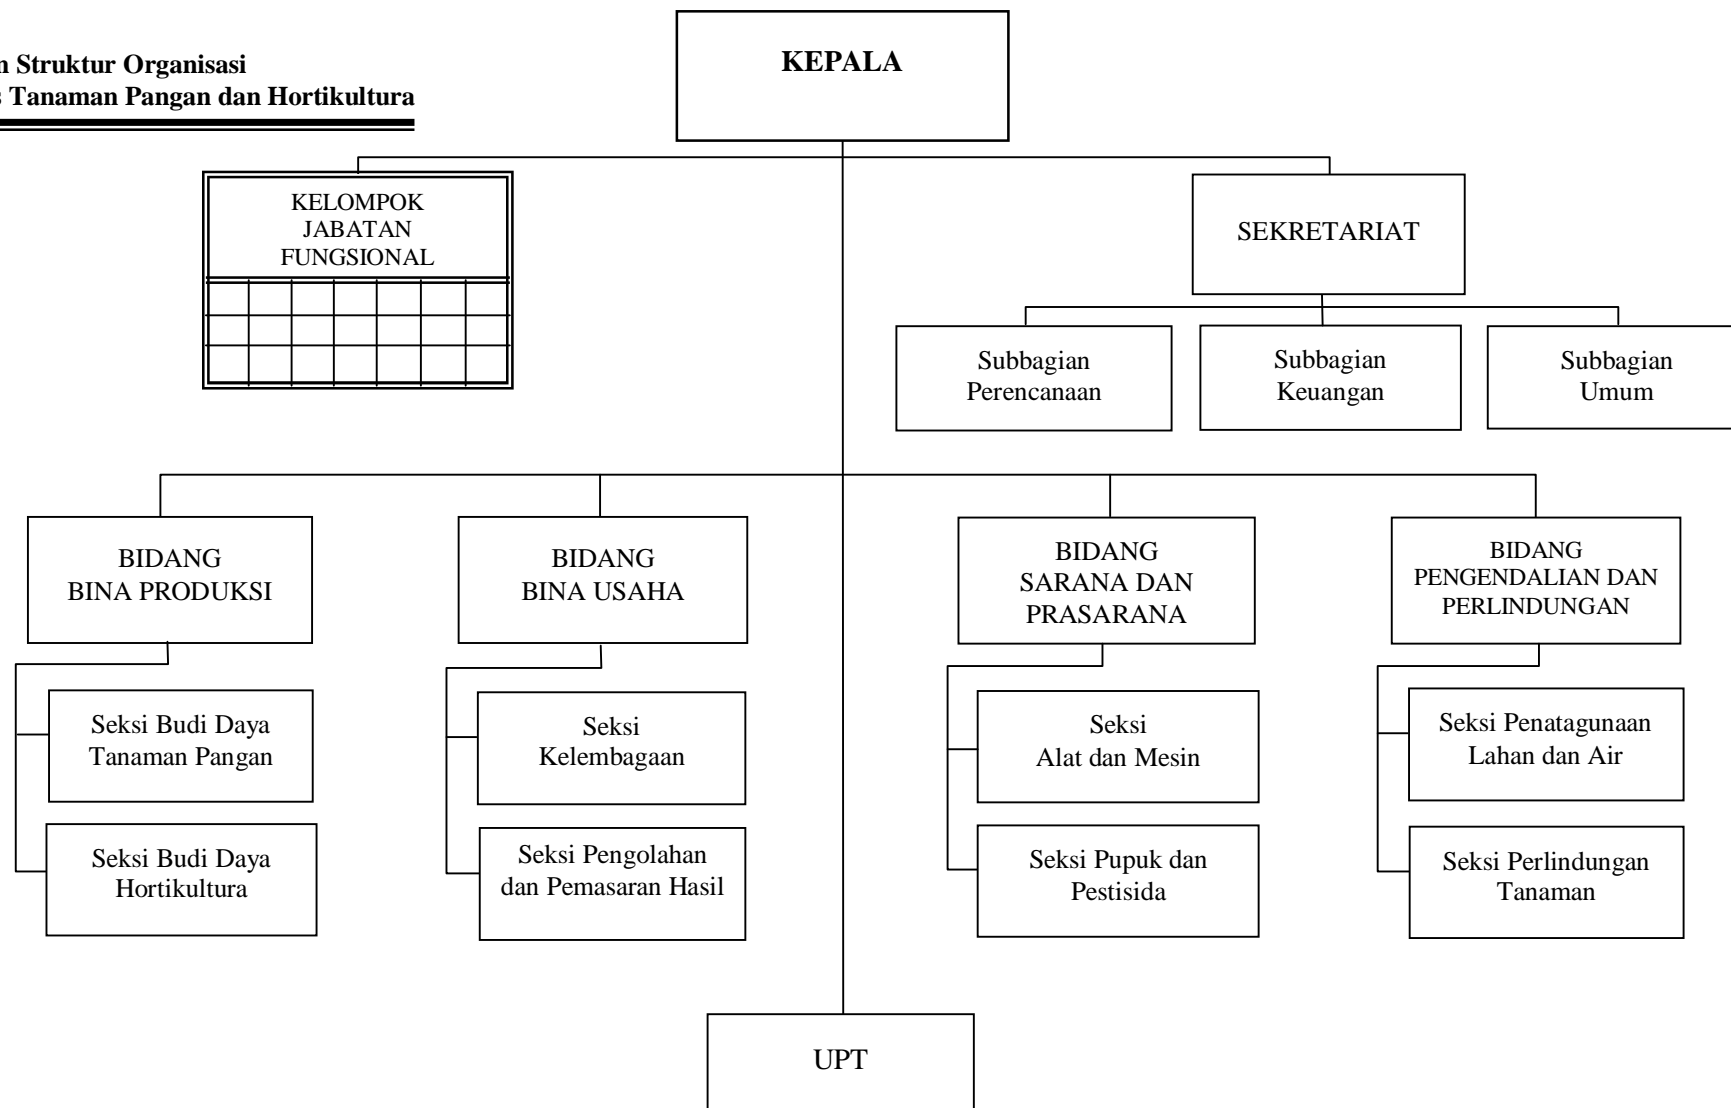 Struktur Organisasi
Tanaman Pangan dan Hortikultura
KEPALA
KELOMPOK
JABATAN
FUNGSIONAL
SEKRETARIAT
Subbagian
Perencanaan
Subbagian
Keuangan
Subbagian
Umum
BIDANG
BINA PRODUKSI
BIDANG
BINA USAHA
BIDANG
SARANA DAN
PRASARANA
BIDANG
PENGENDALIAN DAN
PERLINDUNGAN
Seksi Budi Daya
Tanaman Pangan
Seksi
Kelembagaan
Seksi
Alat dan Mesin
Seksi Penatagunaan
Lahan dan Air
Seksi Budi Daya
Hortikultura
Seksi Pengolahan
dan Pemasaran Hasil
Seksi Pupuk dan
Pestisida
Seksi Perlindungan
Tanaman
UPT